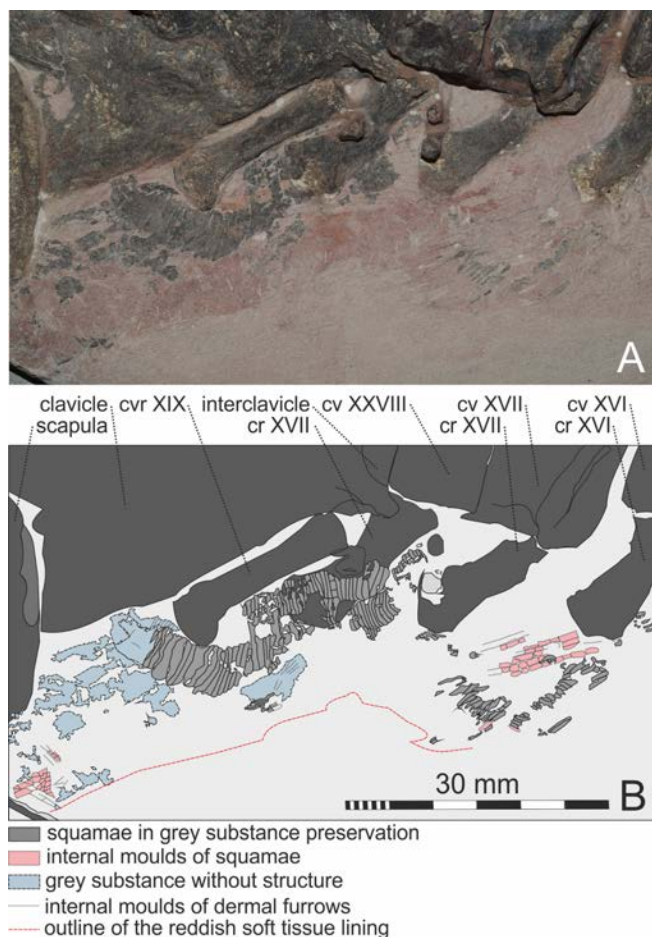 A
clavicle cvr XIX interclavicle cv XXVIII cv XVII cv XVI
scapula cr XVII cr XVII cr XVI
30 mm B
squamae in grey substance preservation
internal moulds of squamae
grey substance without structure
internal moulds of dermal furrows
outline of the reddish soft tissue lining